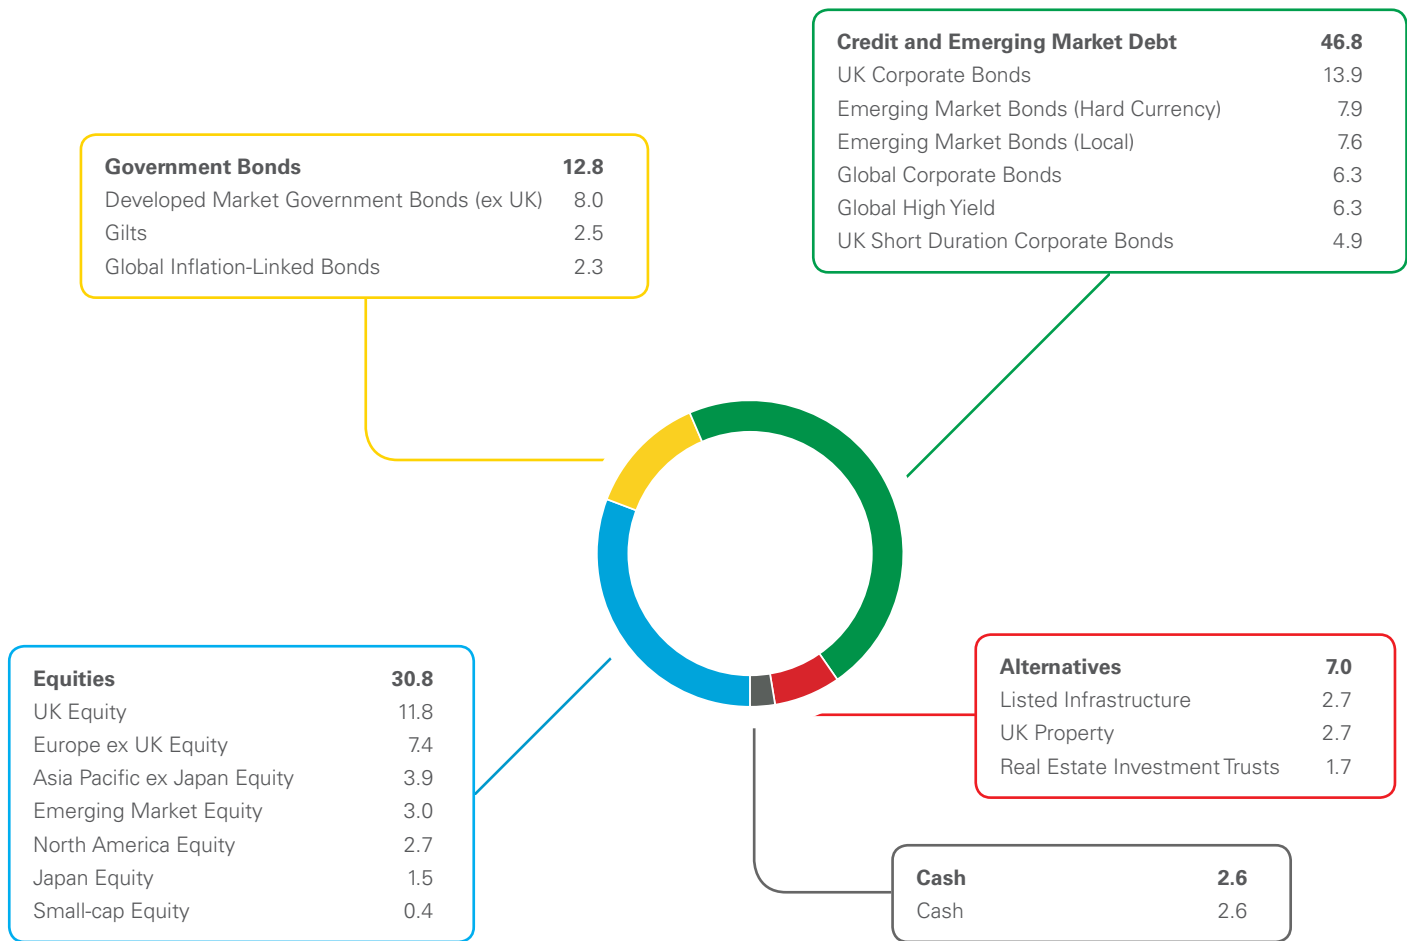 Credit and Emerging Market Debt 46.8
UK Corporate Bonds 13.9
Emerging Market Bonds (Hard Currency) 7.9
Emerging Market Bonds (Local) 7.6
Global Corporate Bonds 6.3
Global High Yield 6.3
UK Short Duration Corporate Bonds 4.9
Government Bonds 12.8
Developed Market Government Bonds (ex UK) 8.0
Gilts 2.5
Global Inflation-Linked Bonds 2.3
Equities 30.8
UK Equity 11.8
Europe ex UK Equity 7.4
Asia Pacific ex Japan Equity 3.9
Emerging Market Equity 3.0
North America Equity 2.7
Japan Equity 1.5
Small-cap Equity 0.4
Alternatives 7.0
Listed Infrastructure 2.7
UK Property 2.7
Real Estate Investment Trusts 1.7
Cash 2.6
Cash 2.6